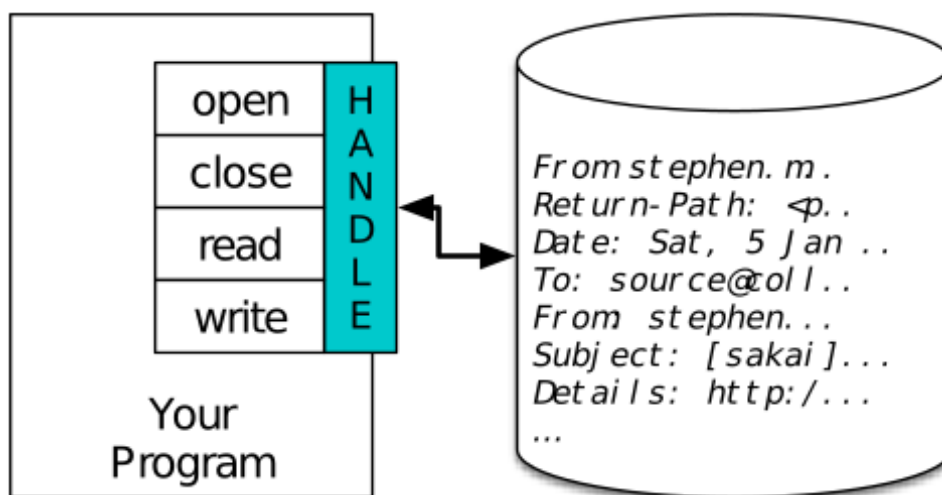 open
close
read
write
HANDLE
Your
Program
From stephen.m..
Return-Path: <p..
Date: Sat, 5 Jan ..
To: source@coll..
From: stephen...
Subject: [sakai]...
Details: http:/...
...